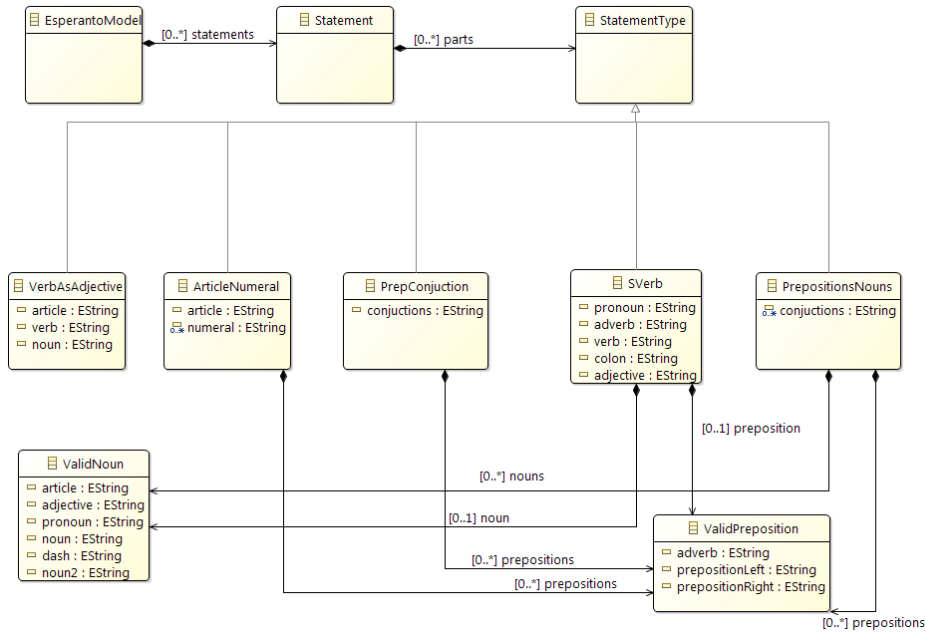 EsperantoModel
Statement
StatementType
[0..*] statements
[0..*] parts
VerbAsAdjective
article : EString
verb : EString
noun : EString
ArticleNumeral
article : EString
0..* numeral : EString
PrepConjuction
conjuctions : EString
SVerb
pronoun : EString
adverb : EString
verb : EString
colon : EString
adjective : EString
PrepositionsNouns
0..* conjuctions : EString
[0..1] preposition
ValidNoun
article : EString
adjective : EString
pronoun : EString
noun : EString
dash : EString
noun2 : EString
[0..*] nouns
[0..1] noun
[0..*] prepositions
[0..*] prepositions
ValidPreposition
adverb : EString
prepositionLeft : EString
prepositionRight : EString
[0..*] prepositions